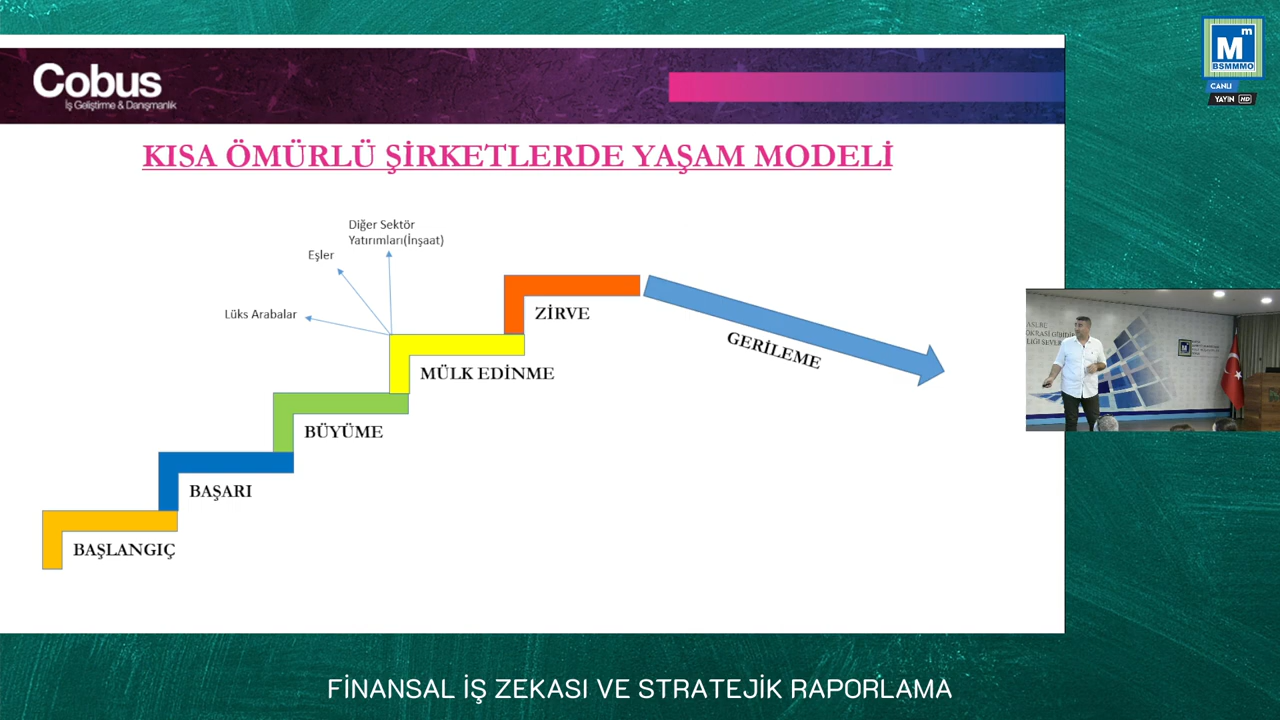 Cobus
İş Geliştirme & Danışmanlık
M m
BSMMMO
CANLI
YAYIN HD
KISA ÖMÜRLÜ ŞİRKETLERDE YAŞAM MODELİ
Diğer Sektör
Yatırımları(İnşaat)
Eşler
Lüks Arabalar
ZİRVE
GERİLEME
MÜLK EDİNME
BÜYÜME
BAŞARI
BAŞLANGIÇ
FİNANSAL İŞ ZEKASI VE STRATEJİK RAPORLAMA